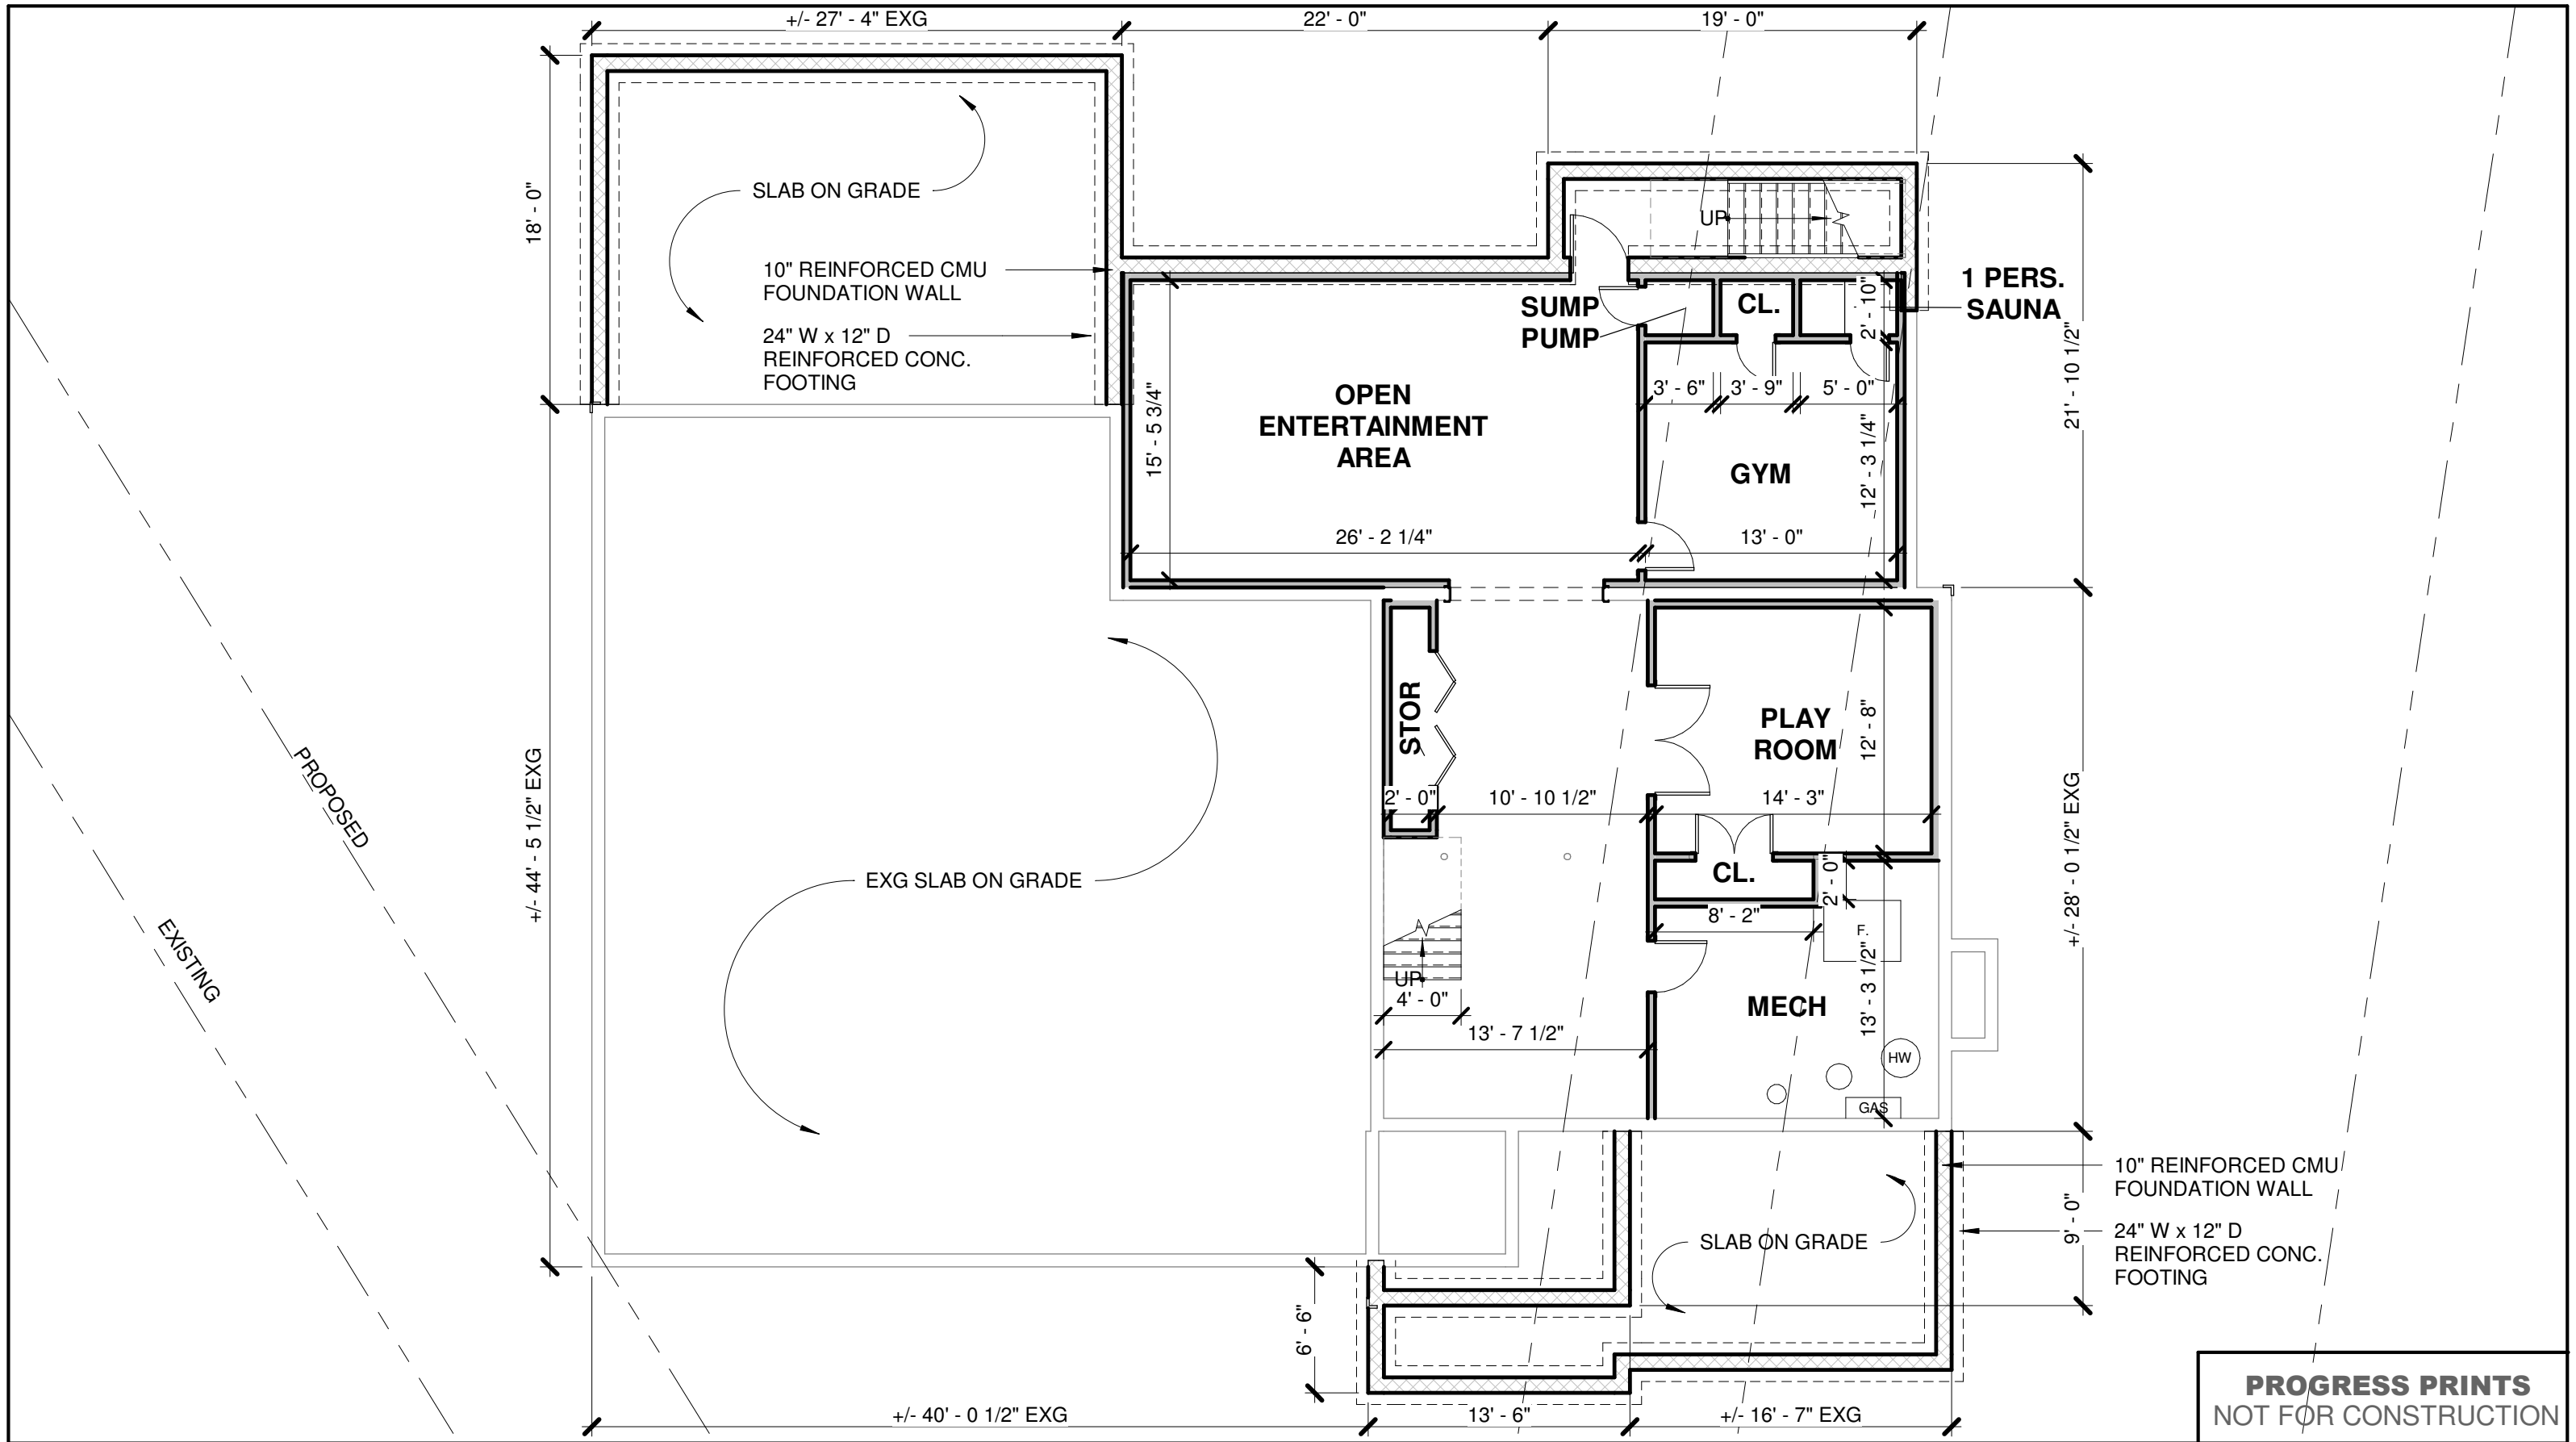 +/- 27' - 4" EXG
22' - 0"
19' - 0"
18' - 0"
SLAB ON GRADE
10" REINFORCED CMU
FOUNDATION WALL
24" W x 12" D
REINFORCED CONC.
FOOTING
UP
SUMP
PUMP
CL.
2' - 10"
1 PERS.
SAUNA
21' - 10 1/2"
15' - 5 3/4"
OPEN
ENTERTAINMENT
AREA
3' - 6"
3' - 9"
5' - 0"
12' - 3 1/4"
GYM
26' - 2 1/4"
13' - 0"
STOR
PLAY
ROOM
12' - 8"
2' - 0"
10' - 10 1/2"
14' - 3"
PROPOSED
+/- 44' - 5 1/2" EXG
EXG SLAB ON GRADE
CL.
2' - 0"
8' - 2"
F.
+/- 28' - 0 1/2" EXG
EXISTING
UP
4' - 0"
13' - 7 1/2"
MECH
13' - 3 1/2"
HW
GAS
10" REINFORCED CMU
FOUNDATION WALL
9' - 0"
24" W x 12" D
REINFORCED CONC.
FOOTING
SLAB ON GRADE
6' - 6"
+/- 40' - 0 1/2" EXG
13' - 6"
+/- 16' - 7" EXG
PROGRESS PRINTS
NOT FOR CONSTRUCTION